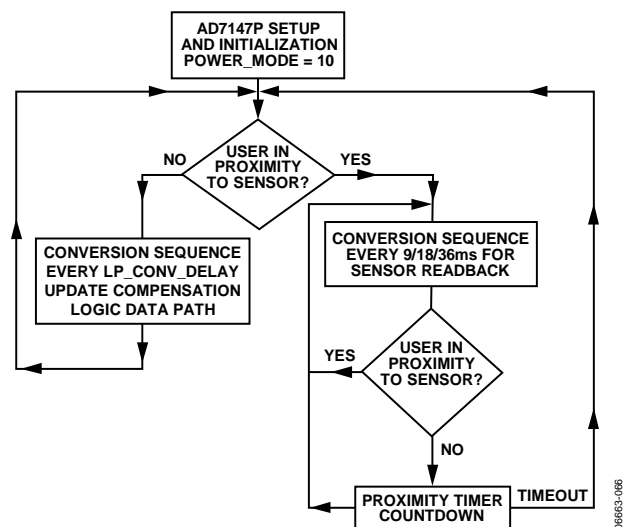 AD7147P SETUP
AND INITIALIZATION
POWER_MODE = 10
NO
USER IN
PROXIMITY
TO SENSOR?
YES
CONVERSION SEQUENCE
EVERY LP_CONV_DELAY
UPDATE COMPENSATION
LOGIC DATA PATH
CONVERSION SEQUENCE
EVERY 9/18/36ms FOR
SENSOR READBACK
YES
USER IN
PROXIMITY
TO SENSOR?
NO
PROXIMITY TIMER
COUNTDOWN
TIMEOUT
06663-066